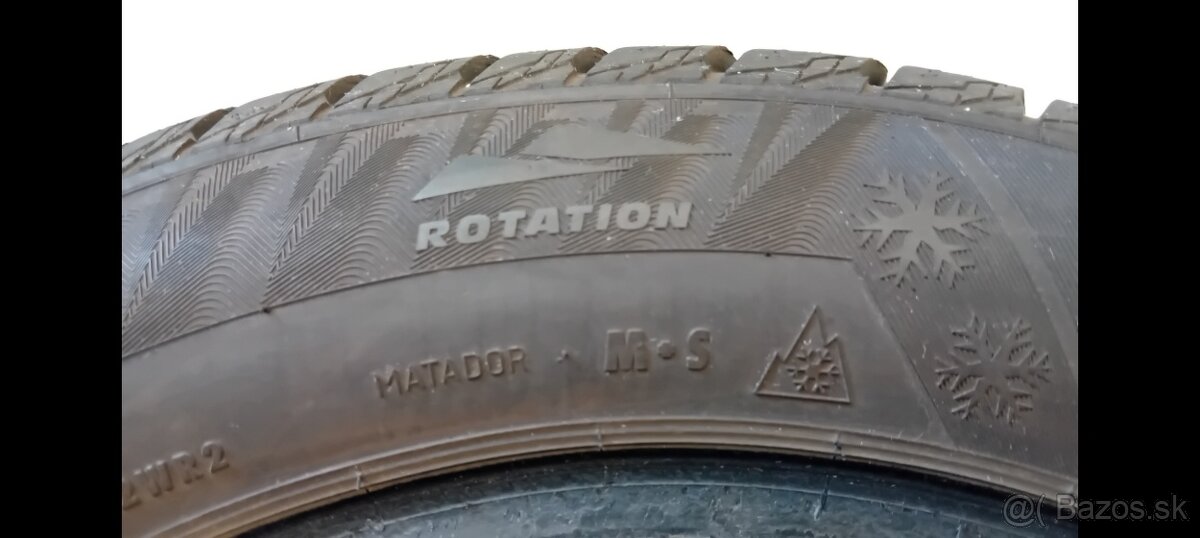 ROTATION
MATADOR M·S
2WR2
@( Bazos.sk